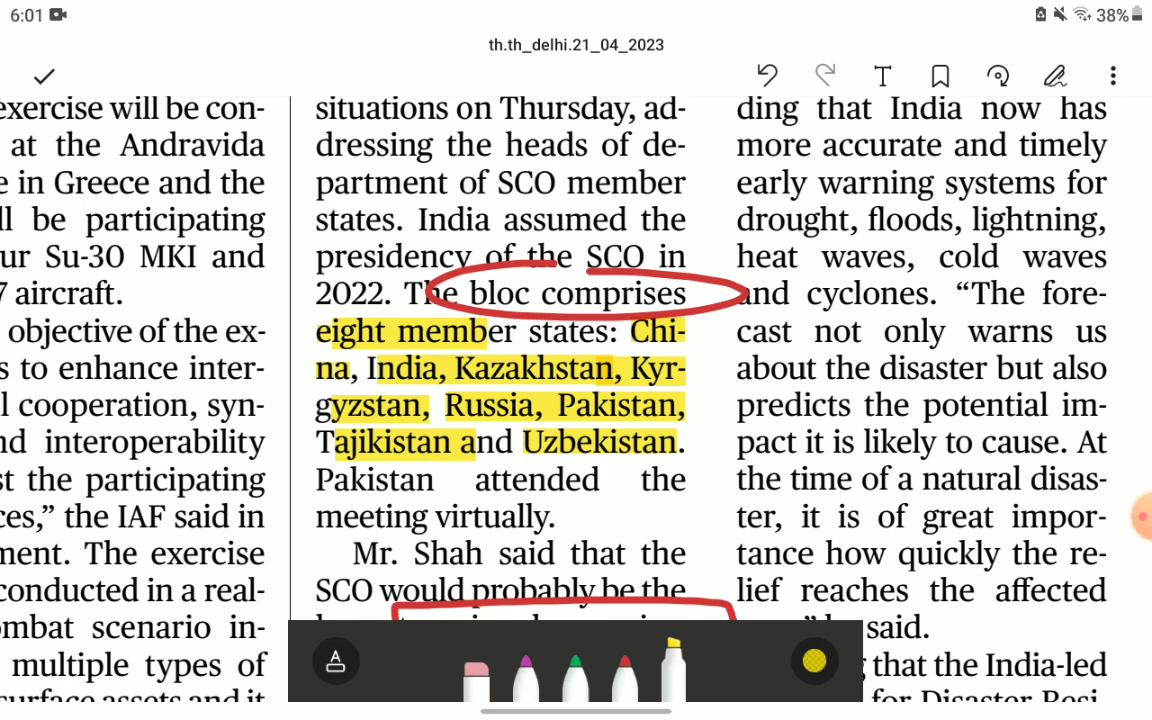 6:01
38%
th.th_delhi.21_04_2023
T
exercise will be con-
at the Andravida
e in Greece and the
ll be participating
ur Su-30 MKI and
7 aircraft.
objective of the ex-
s to enhance inter-
l cooperation, syn-
nd interoperability
st the participating
ces,” the IAF said in
ment. The exercise
conducted in a real-
ombat scenario in-
multiple types of
surface assets and it
situations on Thursday, ad-
dressing the heads of de-
partment of SCO member
states. India assumed the
presidency of the SCO in
2022. The bloc comprises
eight member states: Chi-
na, India, Kazakhstan, Kyr-
gyzstan, Russia, Pakistan,
Tajikistan and Uzbekistan.
Pakistan attended the
meeting virtually.
Mr. Shah said that the
SCO would probably be the
ding that India now has
more accurate and timely
early warning systems for
drought, floods, lightning,
heat waves, cold waves
and cyclones. “The fore-
cast not only warns us
about the disaster but also
predicts the potential im-
pact it is likely to cause. At
the time of a natural disas-
ter, it is of great impor-
tance how quickly the re-
lief reaches the affected
said.
that the India-led
for Disaster Resi-
A